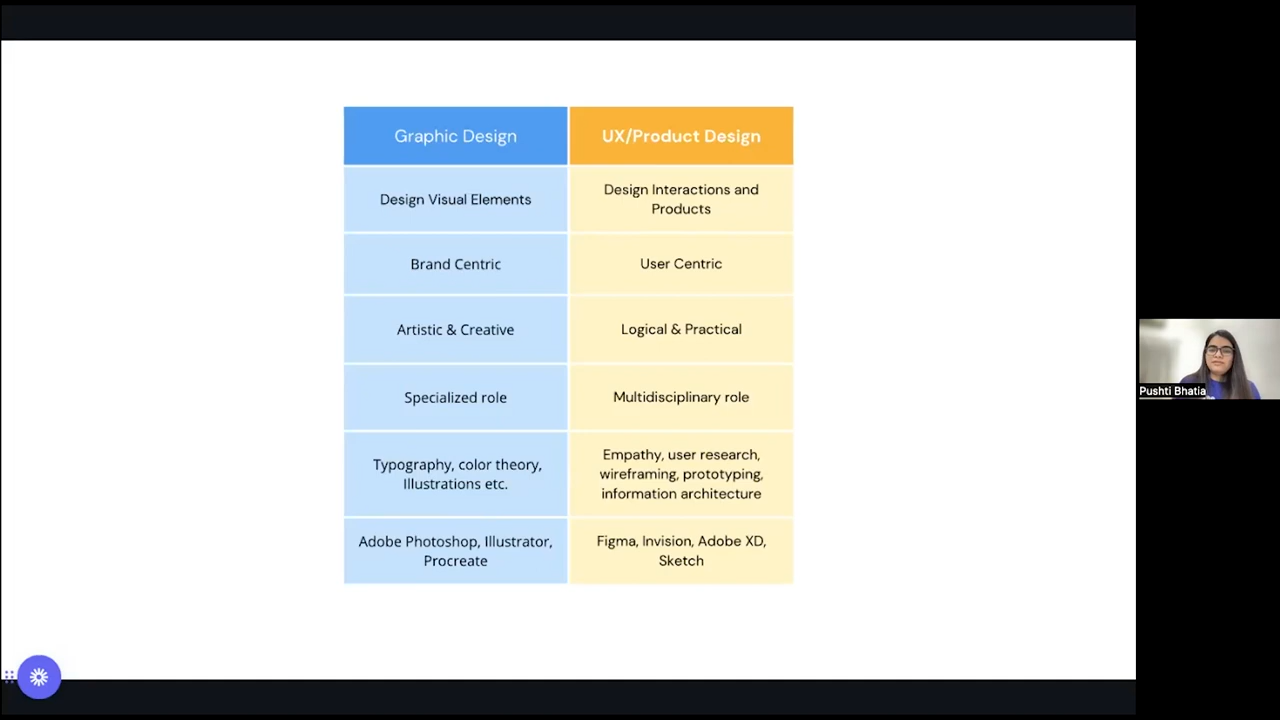 Graphic Design
UX/Product Design
Design Visual Elements
Design Interactions and
Products
Brand Centric
User Centric
Artistic & Creative
Logical & Practical
Specialized role
Multidisciplinary role
Typography, color theory,
Illustrations etc.
Empathy, user research,
wireframing, prototyping,
information architecture
Adobe Photoshop, Illustrator,
Procreate
Figma, Invision, Adobe XD,
Sketch
Pushti Bhatia